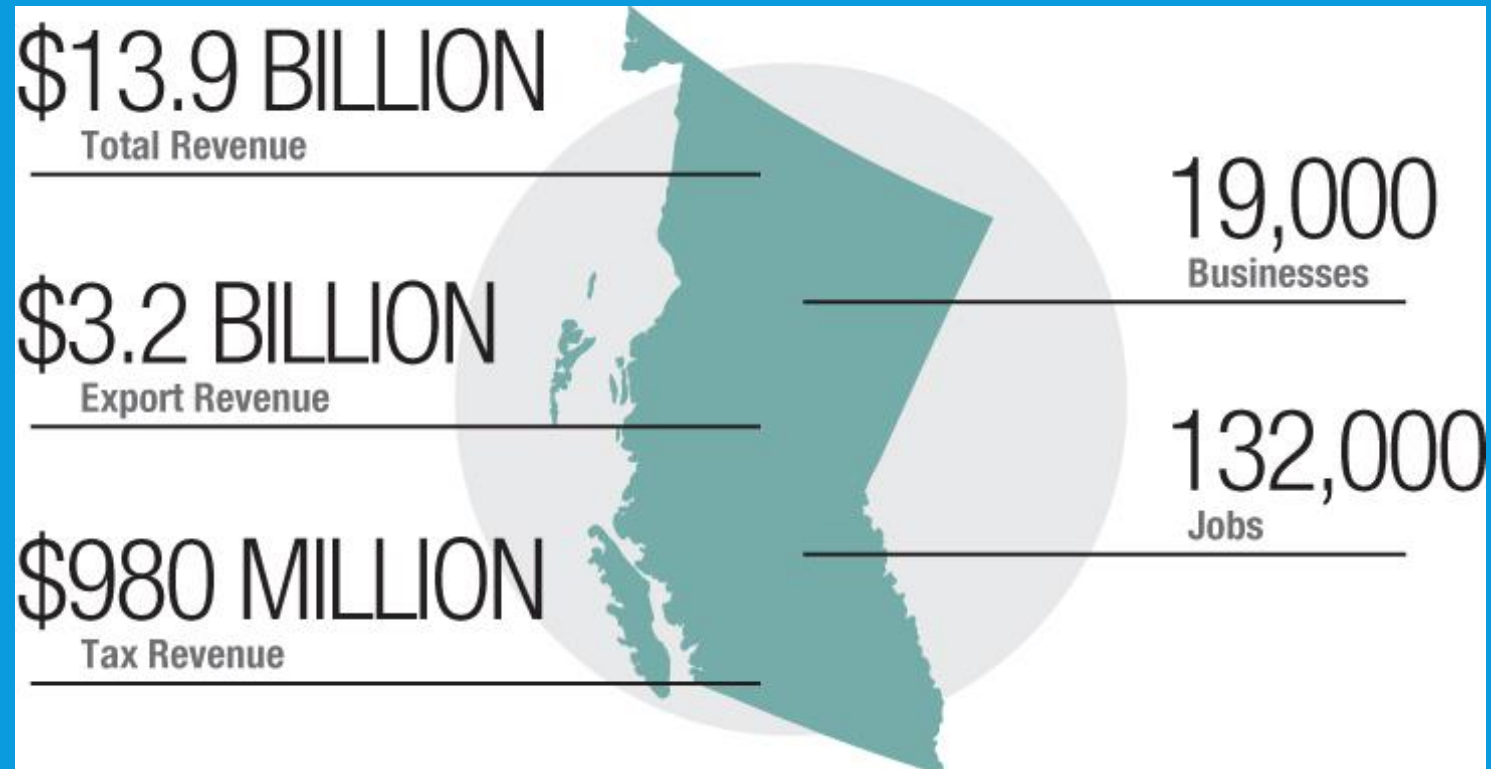 $13.9 BILLION
Total Revenue
$3.2 BILLION
Export Revenue
$980 MILLION
Tax Revenue
19,000
Businesses
132,000
Jobs